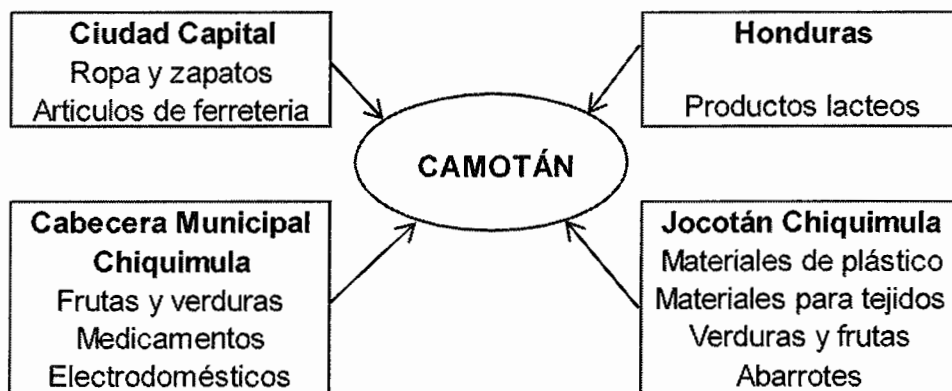 Ciudad Capital
Ropa y zapatos
Articulos de ferreteria
Honduras
Productos lacteos
CAMOTÁN
Cabecera Municipal
Chiquimula
Frutas y verduras
Medicamentos
Electrodomésticos
Jocotán Chiquimula
Materiales de plástico
Materiales para tejidos
Verduras y frutas
Abarrotes